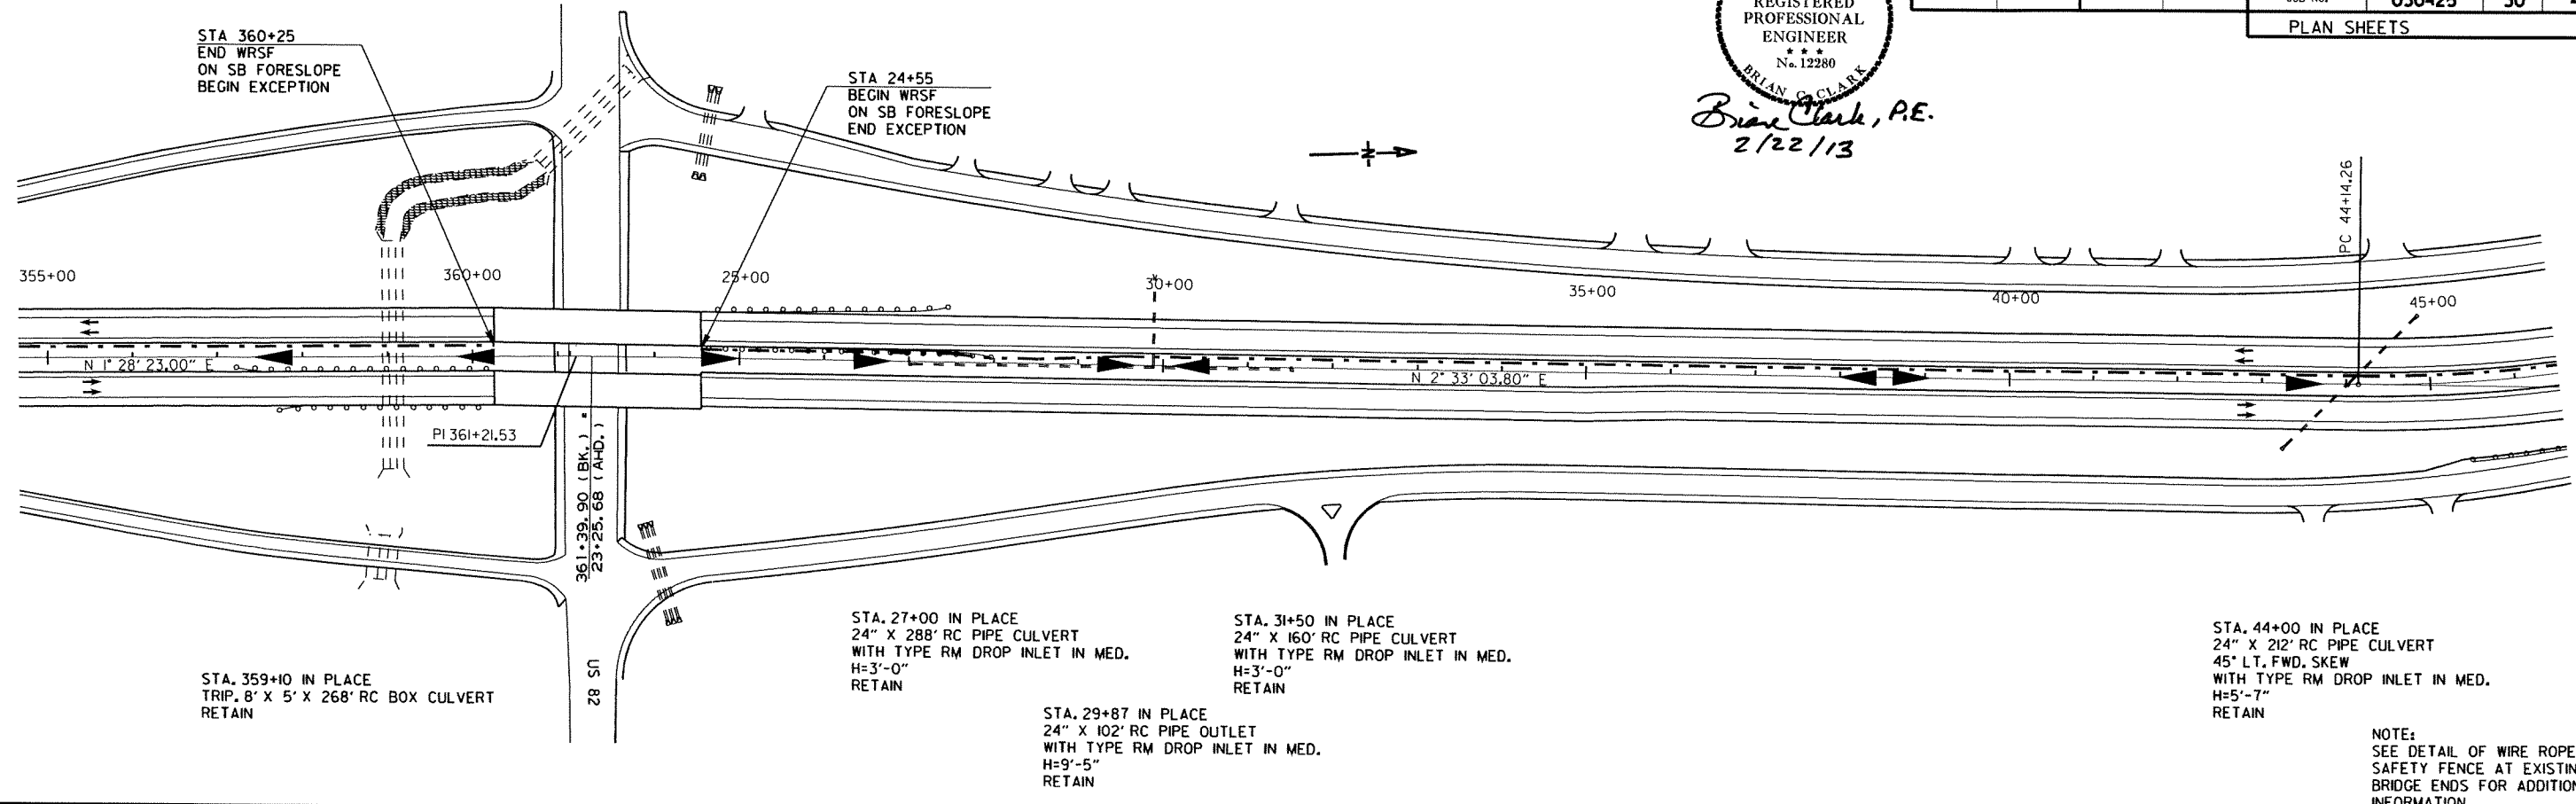 REGISTERED
PROFESSIONAL
ENGINEER
★ ★ ★
No. 12280
BRIAN C. CLARK
Brian Clark, P.E.
2/22/13
JOB NO.
PLAN SHEETS
STA 360+25
END WRSF
ON SB FORESLOPE
BEGIN EXCEPTION
STA 24+55
BEGIN WRSF
ON SB FORESLOPE
END EXCEPTION
N
PC 44+14.26
355+00
360+00
25+00
30+00
35+00
40+00
45+00
N 1° 28' 23.00" E
N 2° 33' 03.80" E
PI 361+21.53
361+39.90 (BK.) =
23+25.68 (AHD.)
US 82
STA. 359+10 IN PLACE
TRIP. 8' X 5' X 268' RC BOX CULVERT
RETAIN
STA. 27+00 IN PLACE
24" X 288' RC PIPE CULVERT
WITH TYPE RM DROP INLET IN MED.
H=3'-0"
RETAIN
STA. 29+87 IN PLACE
24" X 102' RC PIPE OUTLET
WITH TYPE RM DROP INLET IN MED.
H=9'-5"
RETAIN
STA. 31+50 IN PLACE
24" X 160' RC PIPE CULVERT
WITH TYPE RM DROP INLET IN MED.
H=3'-0"
RETAIN
STA. 44+00 IN PLACE
24" X 212' RC PIPE CULVERT
45° LT. FWD. SKEW
WITH TYPE RM DROP INLET IN MED.
H=5'-7"
RETAIN
NOTE:
SEE DETAIL OF WIRE ROPE
SAFETY FENCE AT EXISTIN
BRIDGE ENDS FOR ADDITION
INFORMATION